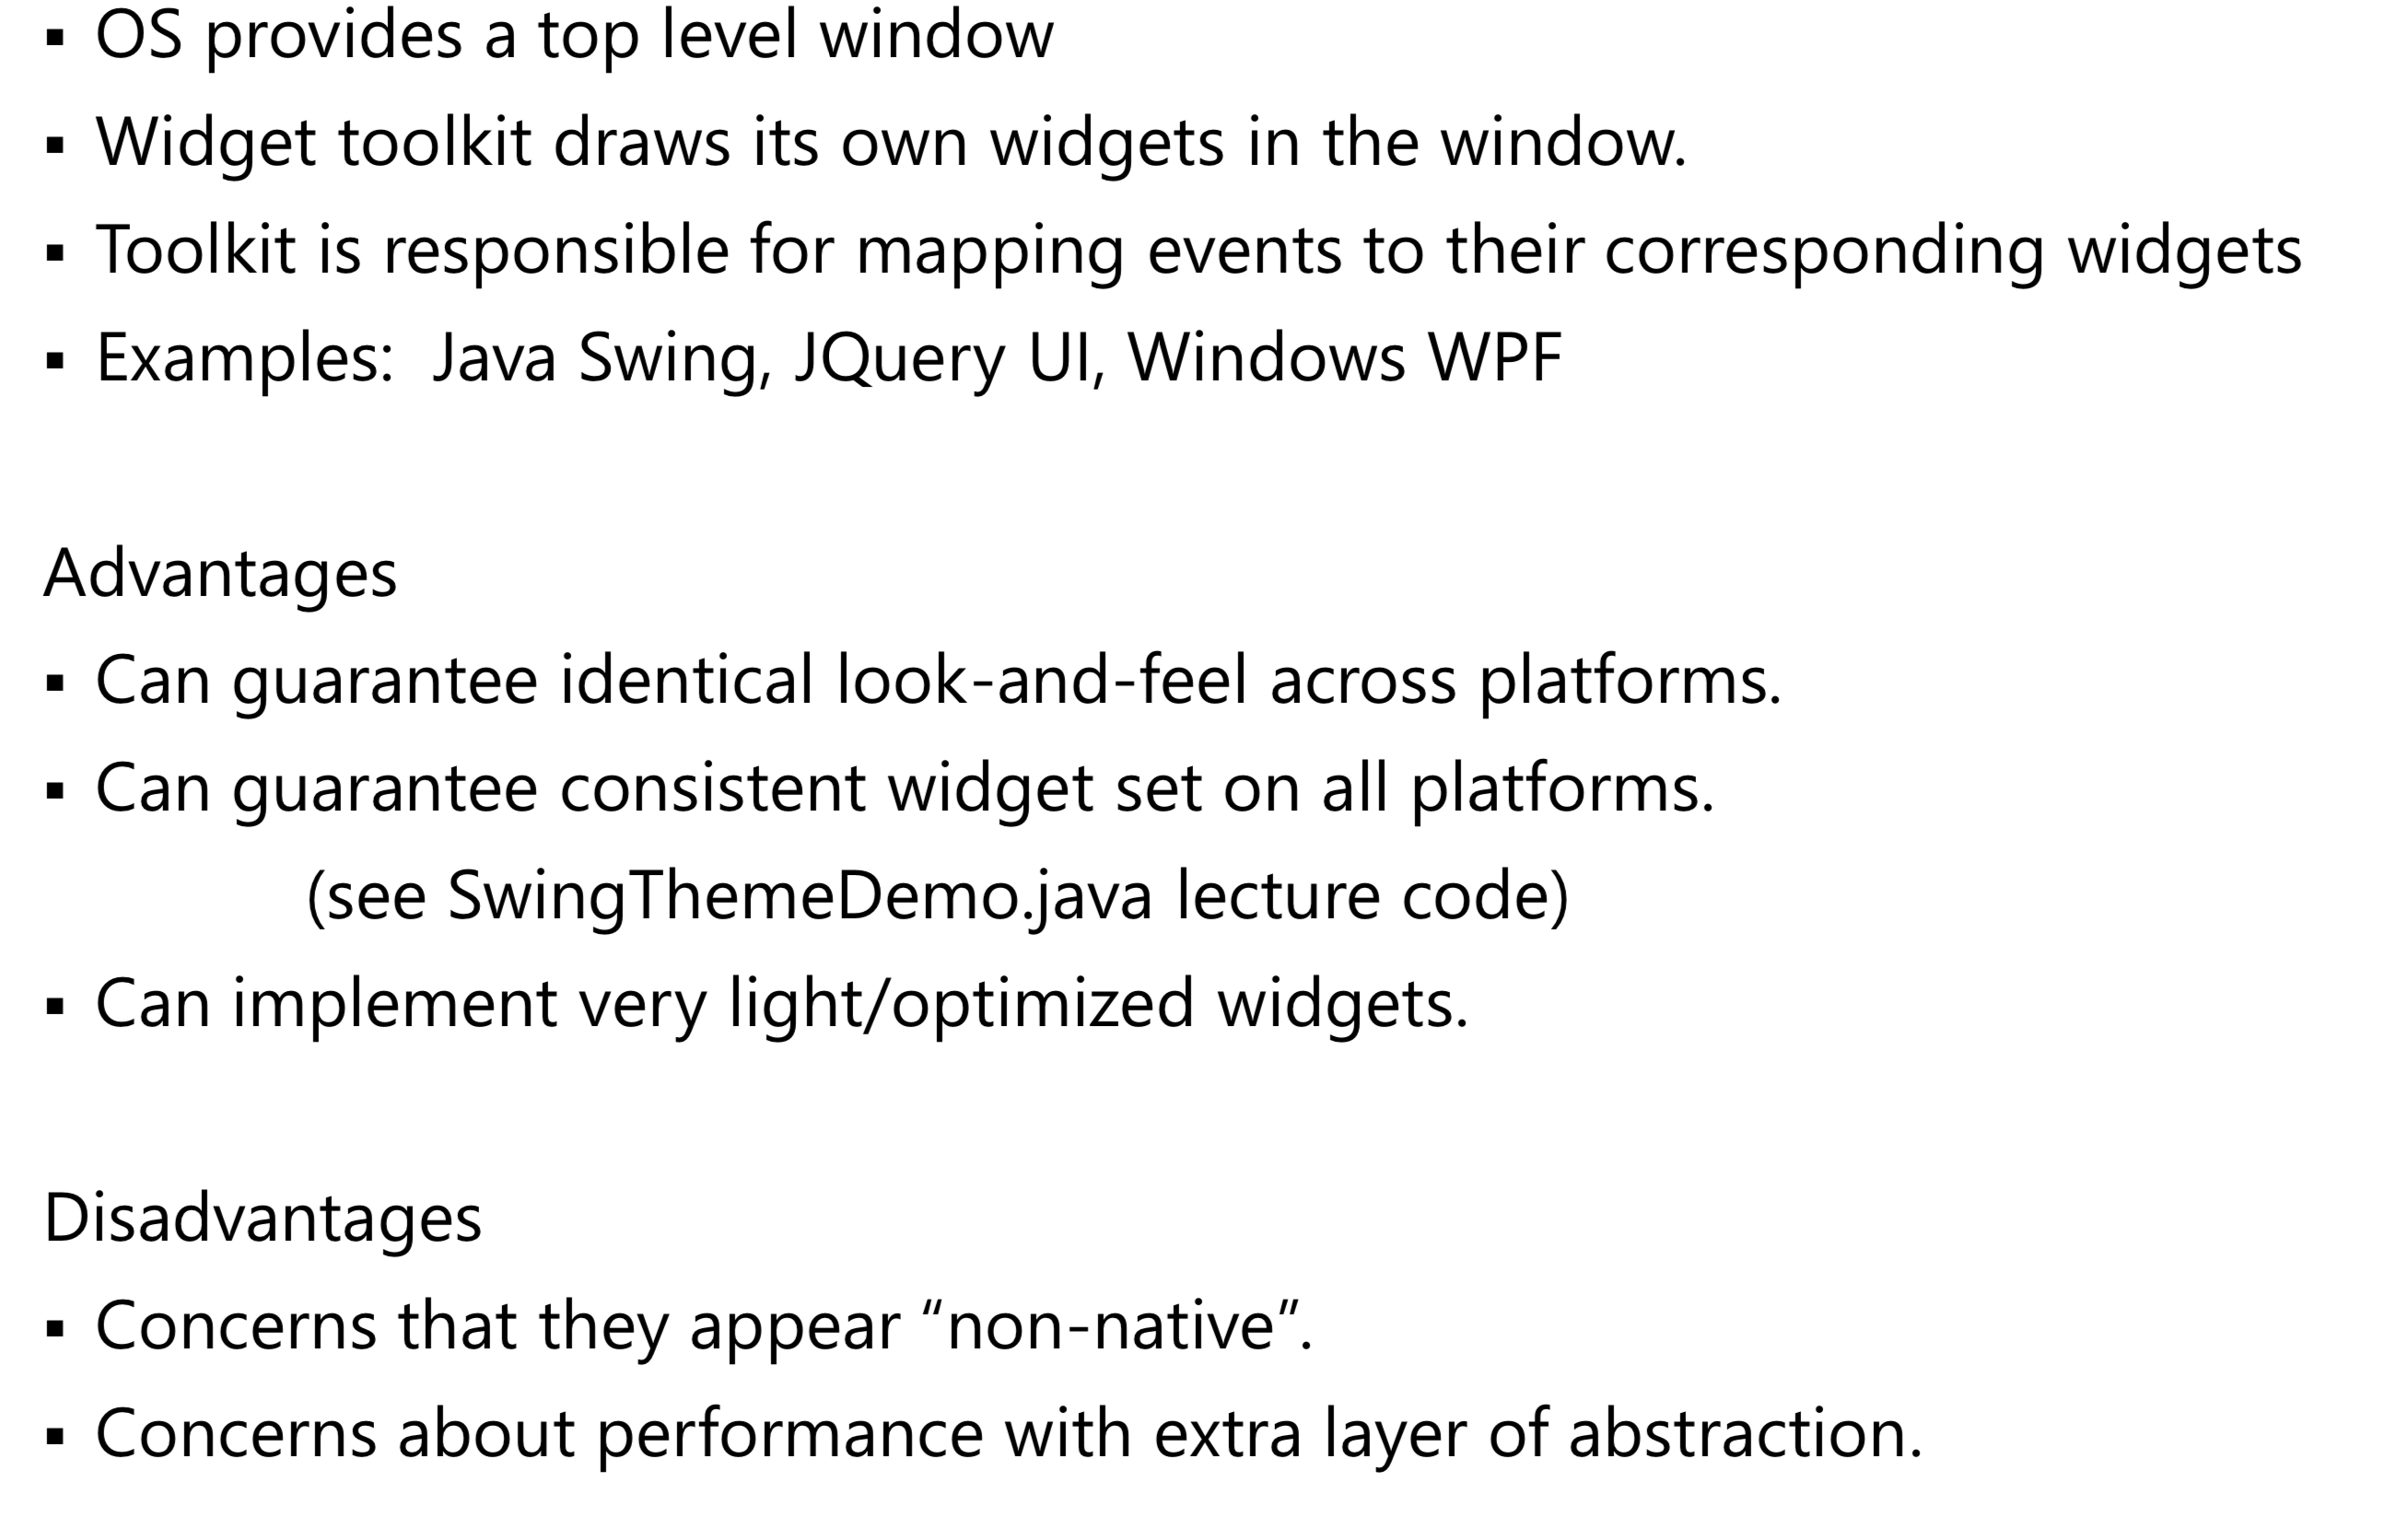 ▪ OS provides a top level window
▪ Widget toolkit draws its own widgets in the window.
▪ Toolkit is responsible for mapping events to their corresponding widgets
▪ Examples:  Java Swing, JQuery UI, Windows WPF
Advantages
▪ Can guarantee identical look-and-feel across platforms.
▪ Can guarantee consistent widget set on all platforms.
(see SwingThemeDemo.java lecture code)
▪ Can implement very light/optimized widgets.
Disadvantages
▪ Concerns that they appear “non-native”.
▪ Concerns about performance with extra layer of abstraction.